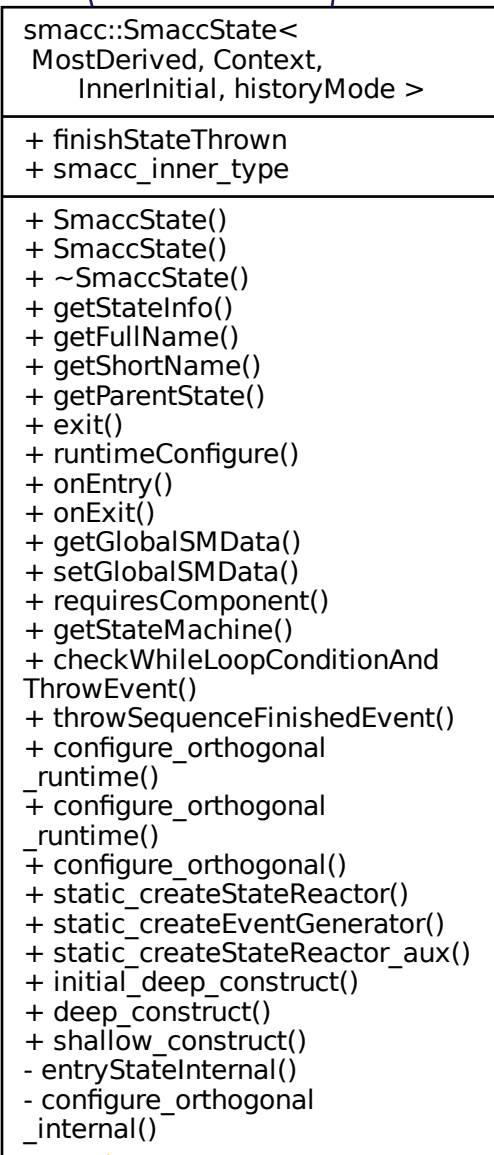 smacc::SmaccState<
MostDerived, Context,
InnerInitial, historyMode >
+ finishStateThrown
+ smacc_inner_type
+ SmaccState()
+ SmaccState()
+ ~SmaccState()
+ getStateInfo()
+ getFullName()
+ getShortName()
+ getParentState()
+ exit()
+ runtimeConfigure()
+ onEntry()
+ onExit()
+ getGlobalSMData()
+ setGlobalSMData()
+ requiresComponent()
+ getStateMachine()
+ checkWhileLoopConditionAnd
ThrowEvent()
+ throwSequenceFinishedEvent()
+ configure_orthogonal
_runtime()
+ configure_orthogonal
_runtime()
+ configure_orthogonal()
+ static_createStateReactor()
+ static_createEventGenerator()
+ static_createStateReactor_aux()
+ initial_deep_construct()
+ deep_construct()
+ shallow_construct()
- entryStateInternal()
- configure_orthogonal
_internal()